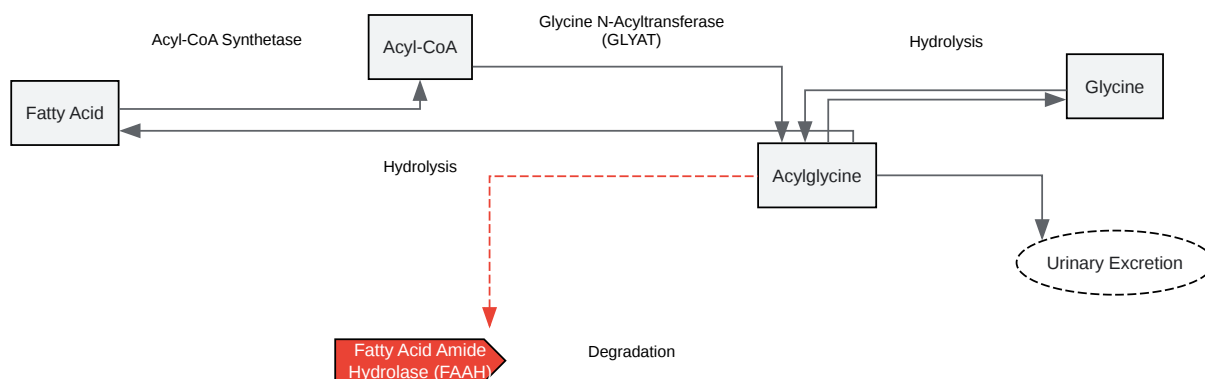 Glycine N-Acyltransferase
(GLYAT)
Acyl-CoA Synthetase
Acyl-CoA
Hydrolysis
Fatty Acid
Glycine
Hydrolysis
Acylglycine
Urinary Excretion
Fatty Acid Amide
Hydrolase (FAAH)
Degradation